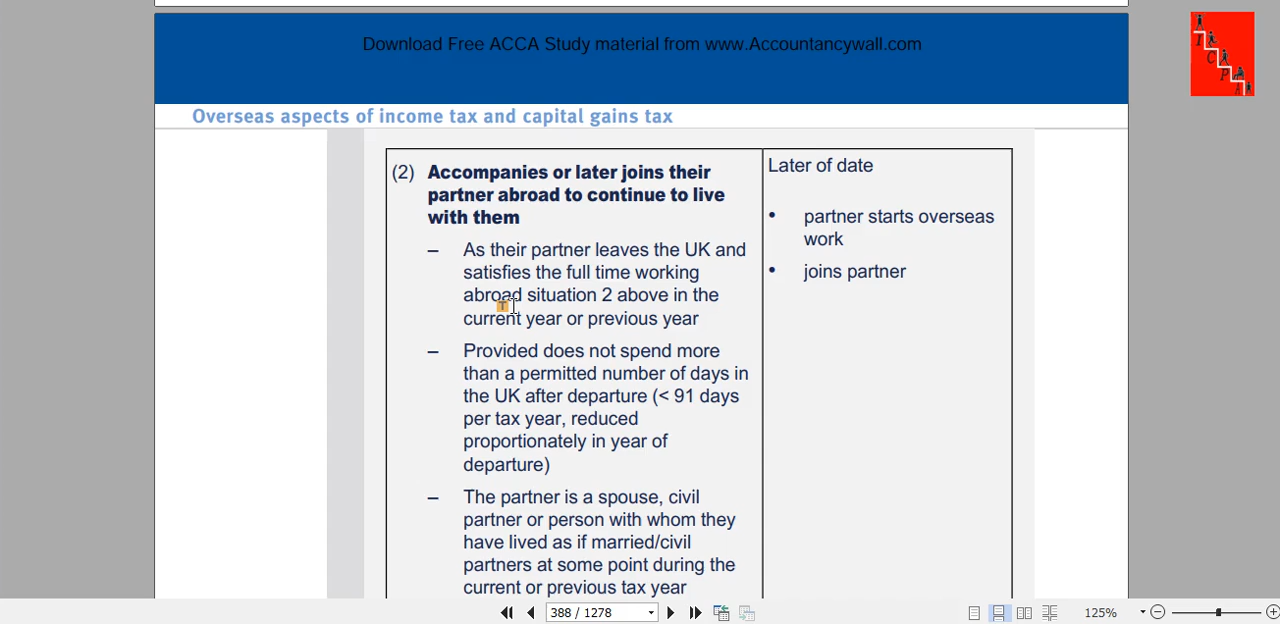 Download Free ACCA Study material from www.Accountancywall.com
I
C
P
A
Overseas aspects of income tax and capital gains tax
(2) Accompanies or later joins their
partner abroad to continue to live
with them
– As their partner leaves the UK and
satisfies the full time working
abroad situation 2 above in the
current year or previous year
– Provided does not spend more
than a permitted number of days in
the UK after departure (< 91 days
per tax year, reduced
proportionately in year of
departure)
– The partner is a spouse, civil
partner or person with whom they
have lived as if married/civil
partners at some point during the
current or previous tax year
Later of date
• partner starts overseas
work
• joins partner
388 / 1278
125%